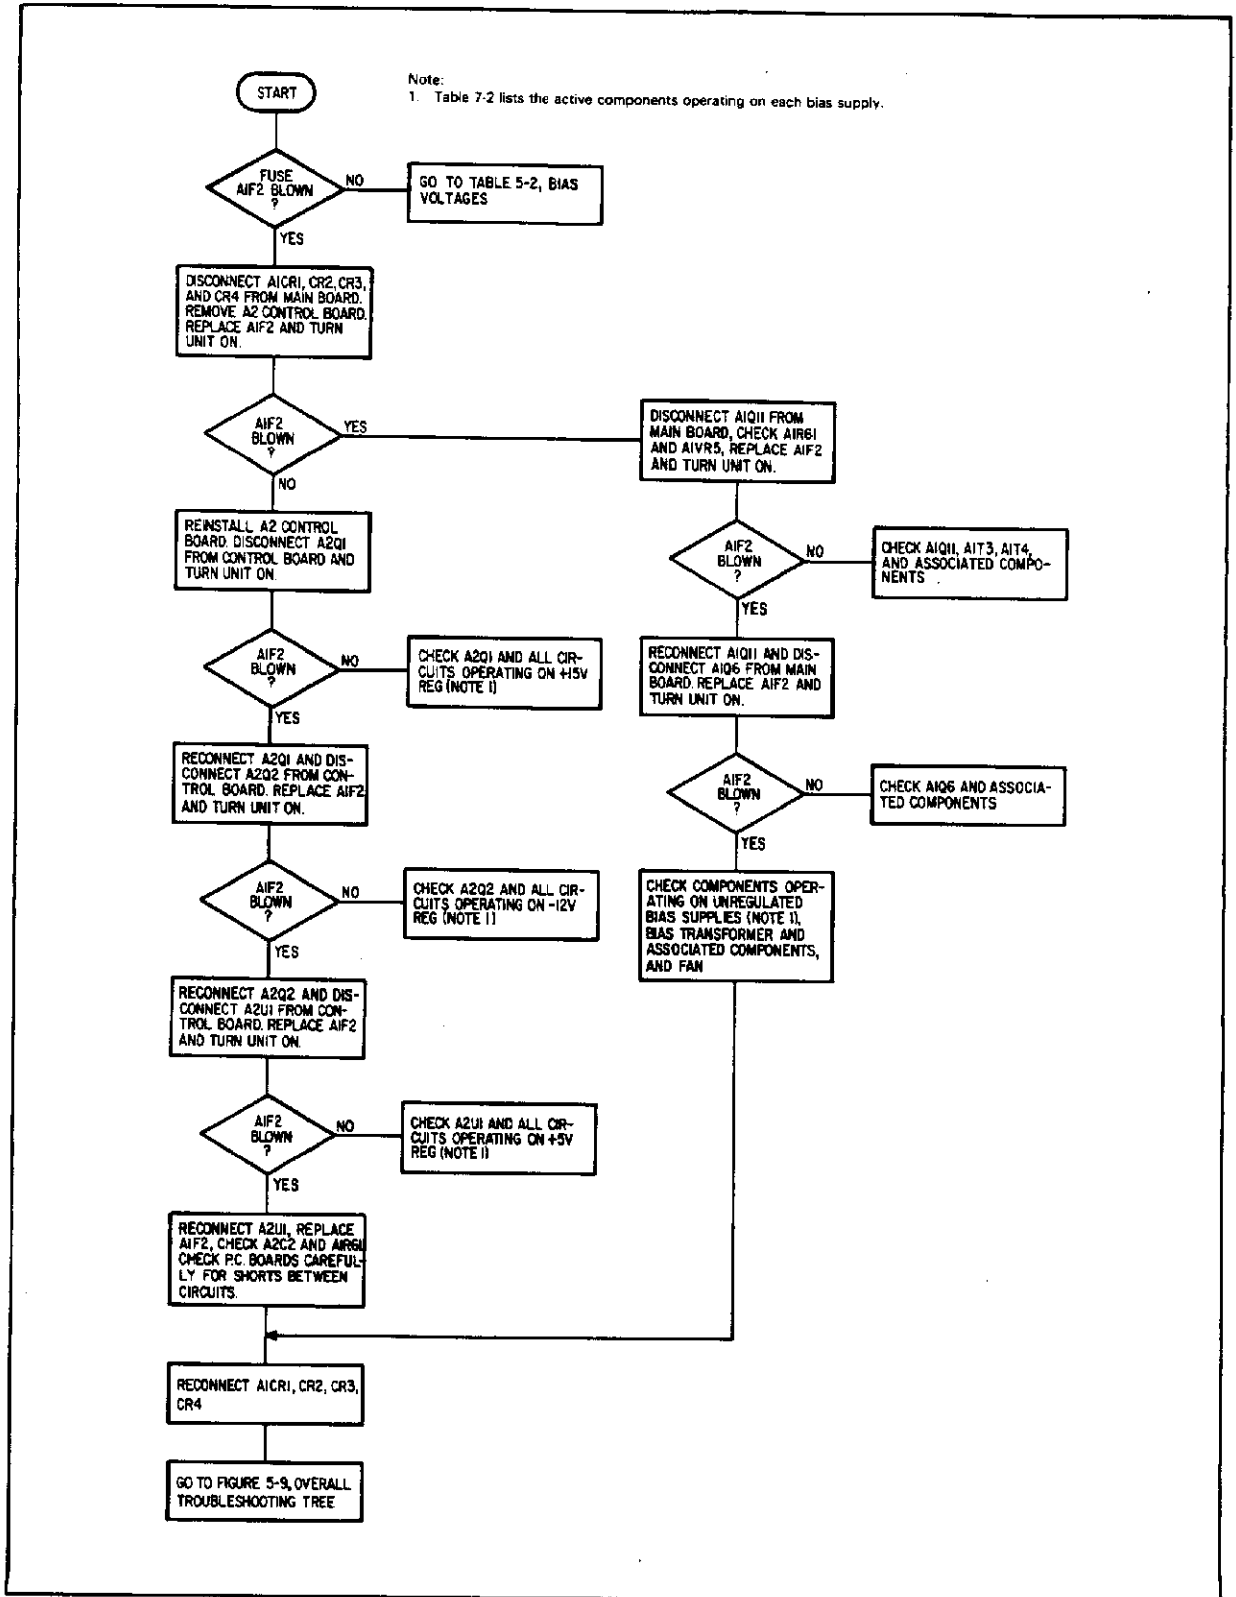 START
Note:
1. Table 7-2 lists the active components operating on each bias supply.
FUSE
A1F2 BLOWN
?
NO
GO TO TABLE 5-2, BIAS
VOLTAGES
YES
DISCONNECT A1CR1, CR2, CR3,
AND CR4 FROM MAIN BOARD.
REMOVE A2 CONTROL BOARD.
REPLACE A1F2 AND TURN
UNIT ON.
A1F2
BLOWN
?
YES
NO
DISCONNECT A1Q11 FROM
MAIN BOARD, CHECK A1R61
AND A1VR5, REPLACE A1F2
AND TURN UNIT ON.
REINSTALL A2 CONTROL
BOARD. DISCONNECT A2Q1
FROM CONTROL BOARD AND
TURN UNIT ON.
A1F2
BLOWN
?
NO
CHECK A1Q11, A1T3, A1T4,
AND ASSOCIATED COMPO-
NENTS
YES
A1F2
BLOWN
?
NO
CHECK A2Q1 AND ALL CIR-
CUITS OPERATING ON +15V
REG (NOTE 1)
YES
RECONNECT A1Q11 AND DIS-
CONNECT A1Q6 FROM MAIN
BOARD. REPLACE A1F2 AND
TURN UNIT ON.
RECONNECT A2Q1 AND DIS-
CONNECT A2Q2 FROM CON-
TROL BOARD. REPLACE A1F2
AND TURN UNIT ON.
A1F2
BLOWN
?
NO
CHECK A1Q6 AND ASSOCIA-
TED COMPONENTS
YES
A1F2
BLOWN
?
NO
CHECK A2Q2 AND ALL CIR-
CUITS OPERATING ON -12V
REG (NOTE 1)
YES
CHECK COMPONENTS OPER-
ATING ON UNREGULATED
BIAS SUPPLIES (NOTE 1),
BIAS TRANSFORMER AND
ASSOCIATED COMPONENTS,
AND FAN
RECONNECT A2Q2 AND DIS-
CONNECT A2U1 FROM CON-
TROL BOARD. REPLACE A1F2
AND TURN UNIT ON.
A1F2
BLOWN
?
NO
CHECK A2U1 AND ALL CIR-
CUITS OPERATING ON +5V
REG (NOTE 1)
YES
RECONNECT A2U1, REPLACE
A1F2, CHECK A2C2 AND A1R61.
CHECK P.C. BOARDS CAREFUL-
LY FOR SHORTS BETWEEN
CIRCUITS.
RECONNECT A1CR1, CR2, CR3,
CR4
GO TO FIGURE 5-9, OVERALL
TROUBLESHOOTING TREE